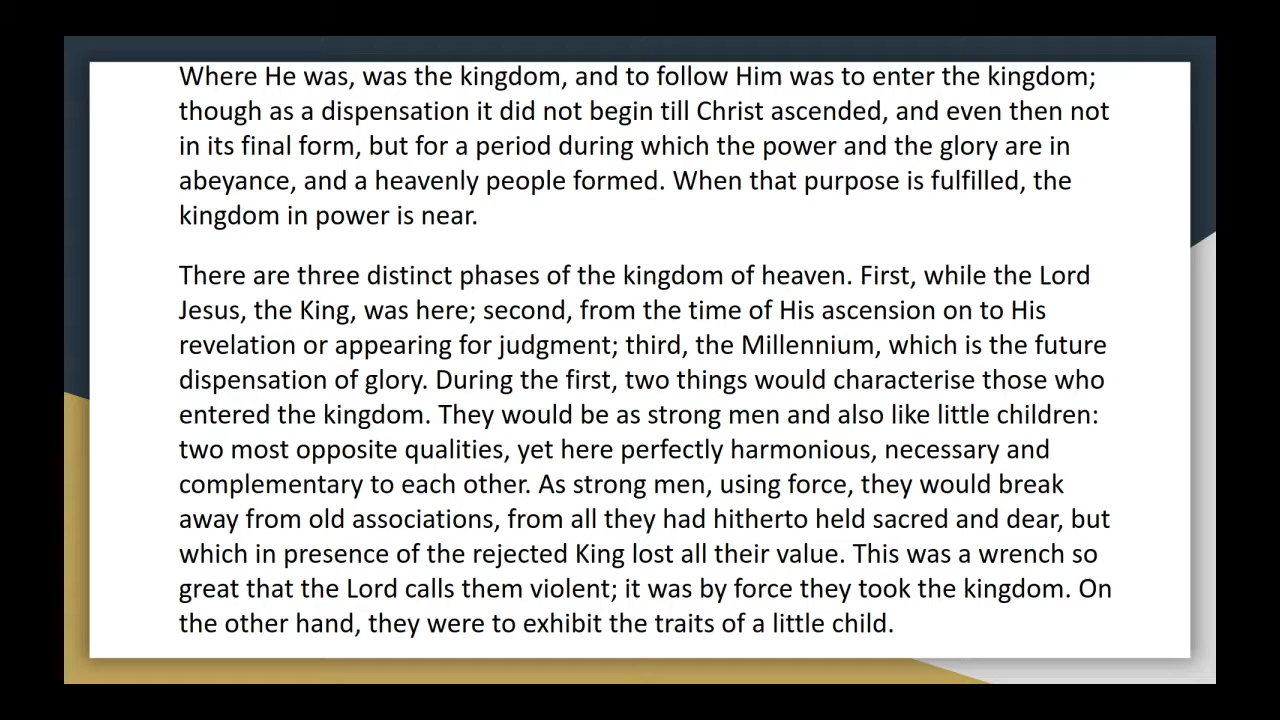 Where He was, was the kingdom, and to follow Him was to enter the kingdom;
though as a dispensation it did not begin till Christ ascended, and even then not
in its final form, but for a period during which the power and the glory are in
abeyance, and a heavenly people formed. When that purpose is fulfilled, the
kingdom in power is near.
There are three distinct phases of the kingdom of heaven. First, while the Lord
Jesus, the King, was here; second, from the time of His ascension on to His
revelation or appearing for judgment; third, the Millennium, which is the future
dispensation of glory. During the first, two things would characterise those who
entered the kingdom. They would be as strong men and also like little children:
two most opposite qualities, yet here perfectly harmonious, necessary and
complementary to each other. As strong men, using force, they would break
away from old associations, from all they had hitherto held sacred and dear, but
which in presence of the rejected King lost all their value. This was a wrench so
great that the Lord calls them violent; it was by force they took the kingdom. On
the other hand, they were to exhibit the traits of a little child.